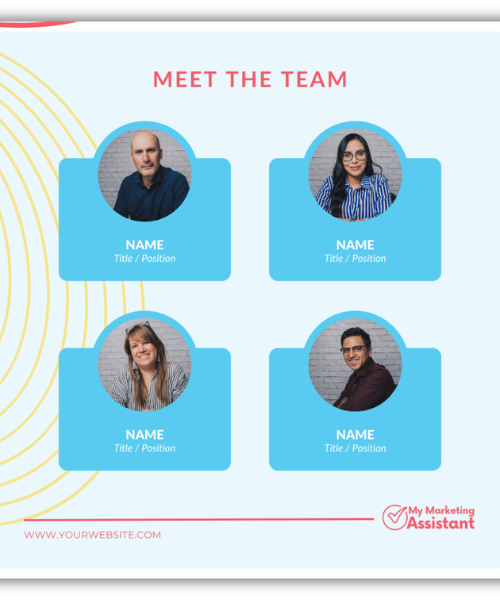 MEET THE TEAM
NAME
Title / Position
NAME
Title / Position
NAME
Title / Position
NAME
Title / Position
WWW.YOURWEBSITE.COM
My Marketing
Assistant